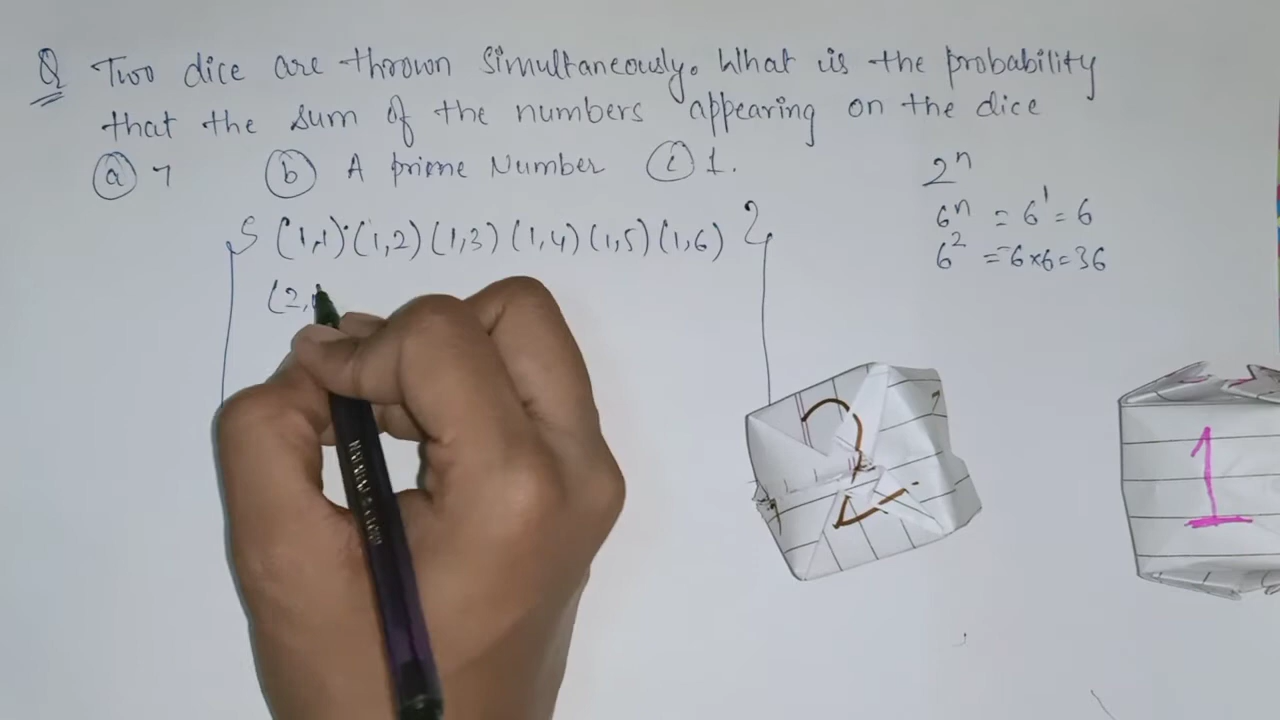 Q Two dice are thrown simultaneously. What is the probability
that the sum of the numbers appearing on the dice
(a) 7 (b) A prime Number (c) 1.
2^n
6^n = 6^1 = 6
6^2 = 6×6=36
{ (1,1) (1,2) (1,3) (1,4) (1,5) (1,6) }
(2,
2
1